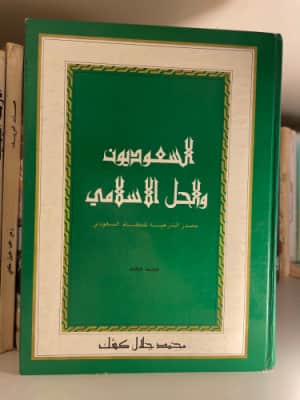 السعوديون
والحل الإسلامي
مصدر الشرعية للنظام السعودي
محمد جلال كشك